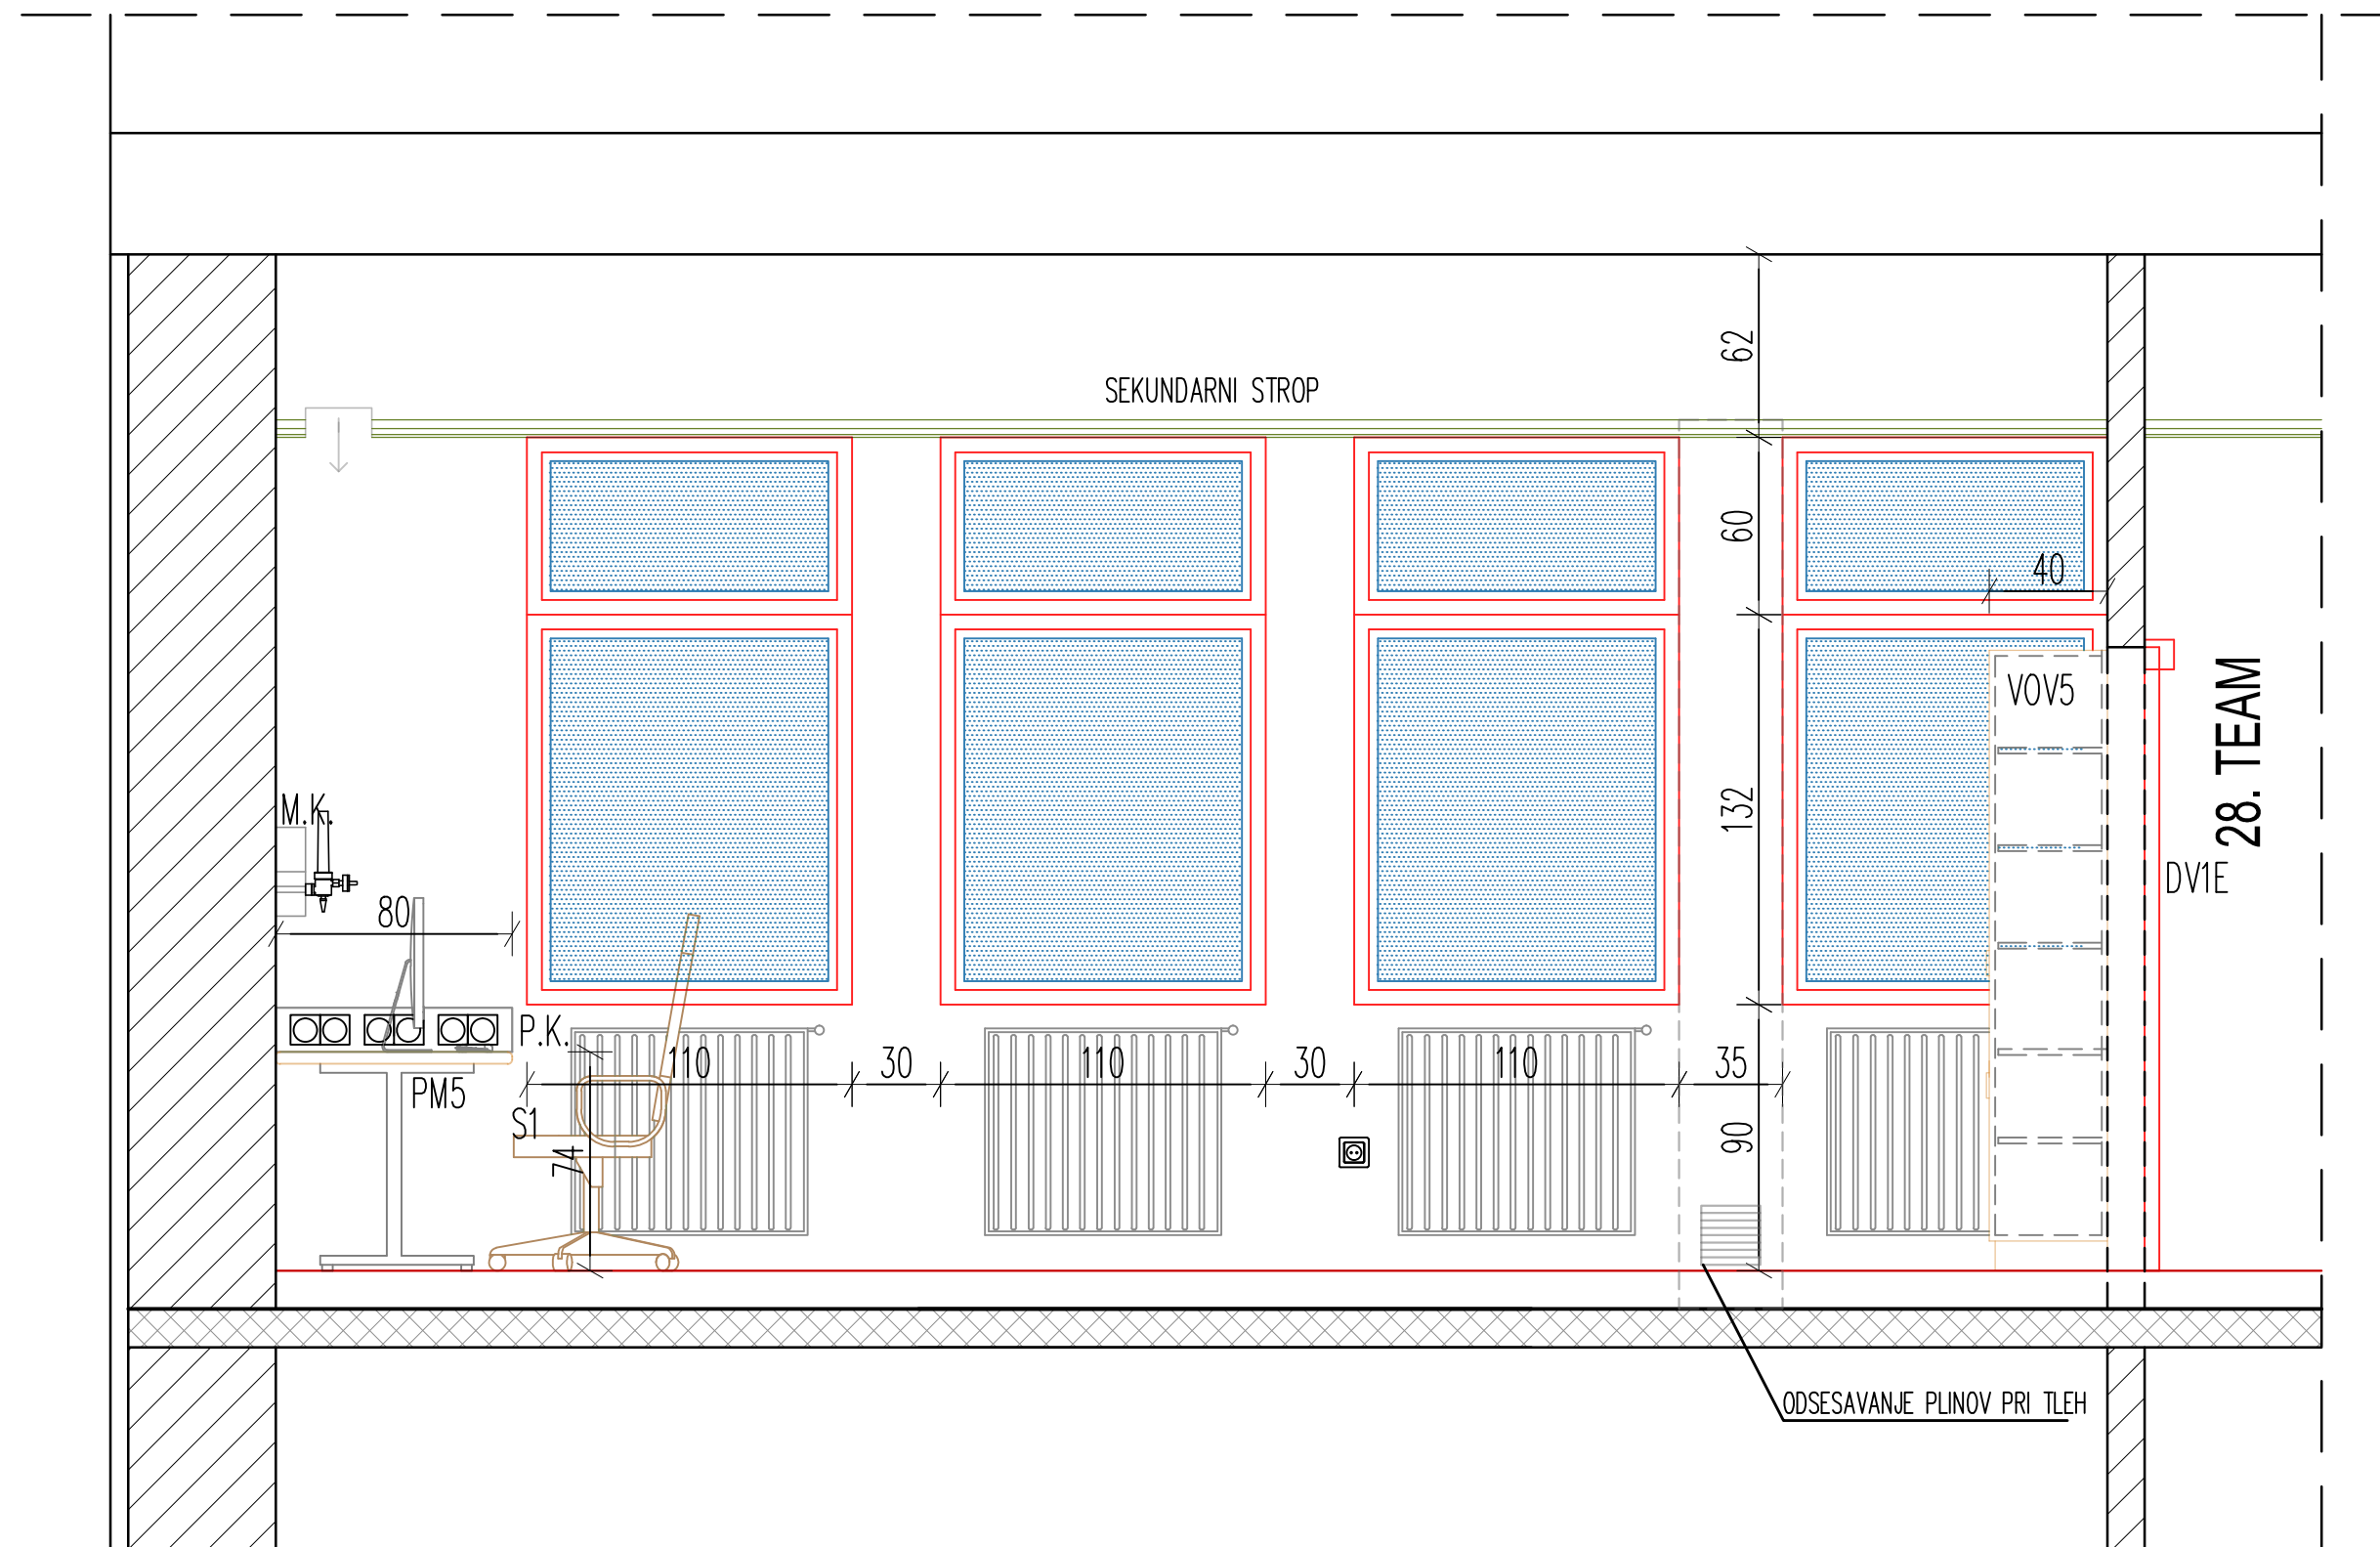 62
SEKUNDARNI STROP
60
40
28. TEAM
VOV5
132
M.K.
DV1E
80
P.K.
110
30
110
30
110
35
PM5
S1
74
90
ODSESAVANJE PLINOV PRI TLEH